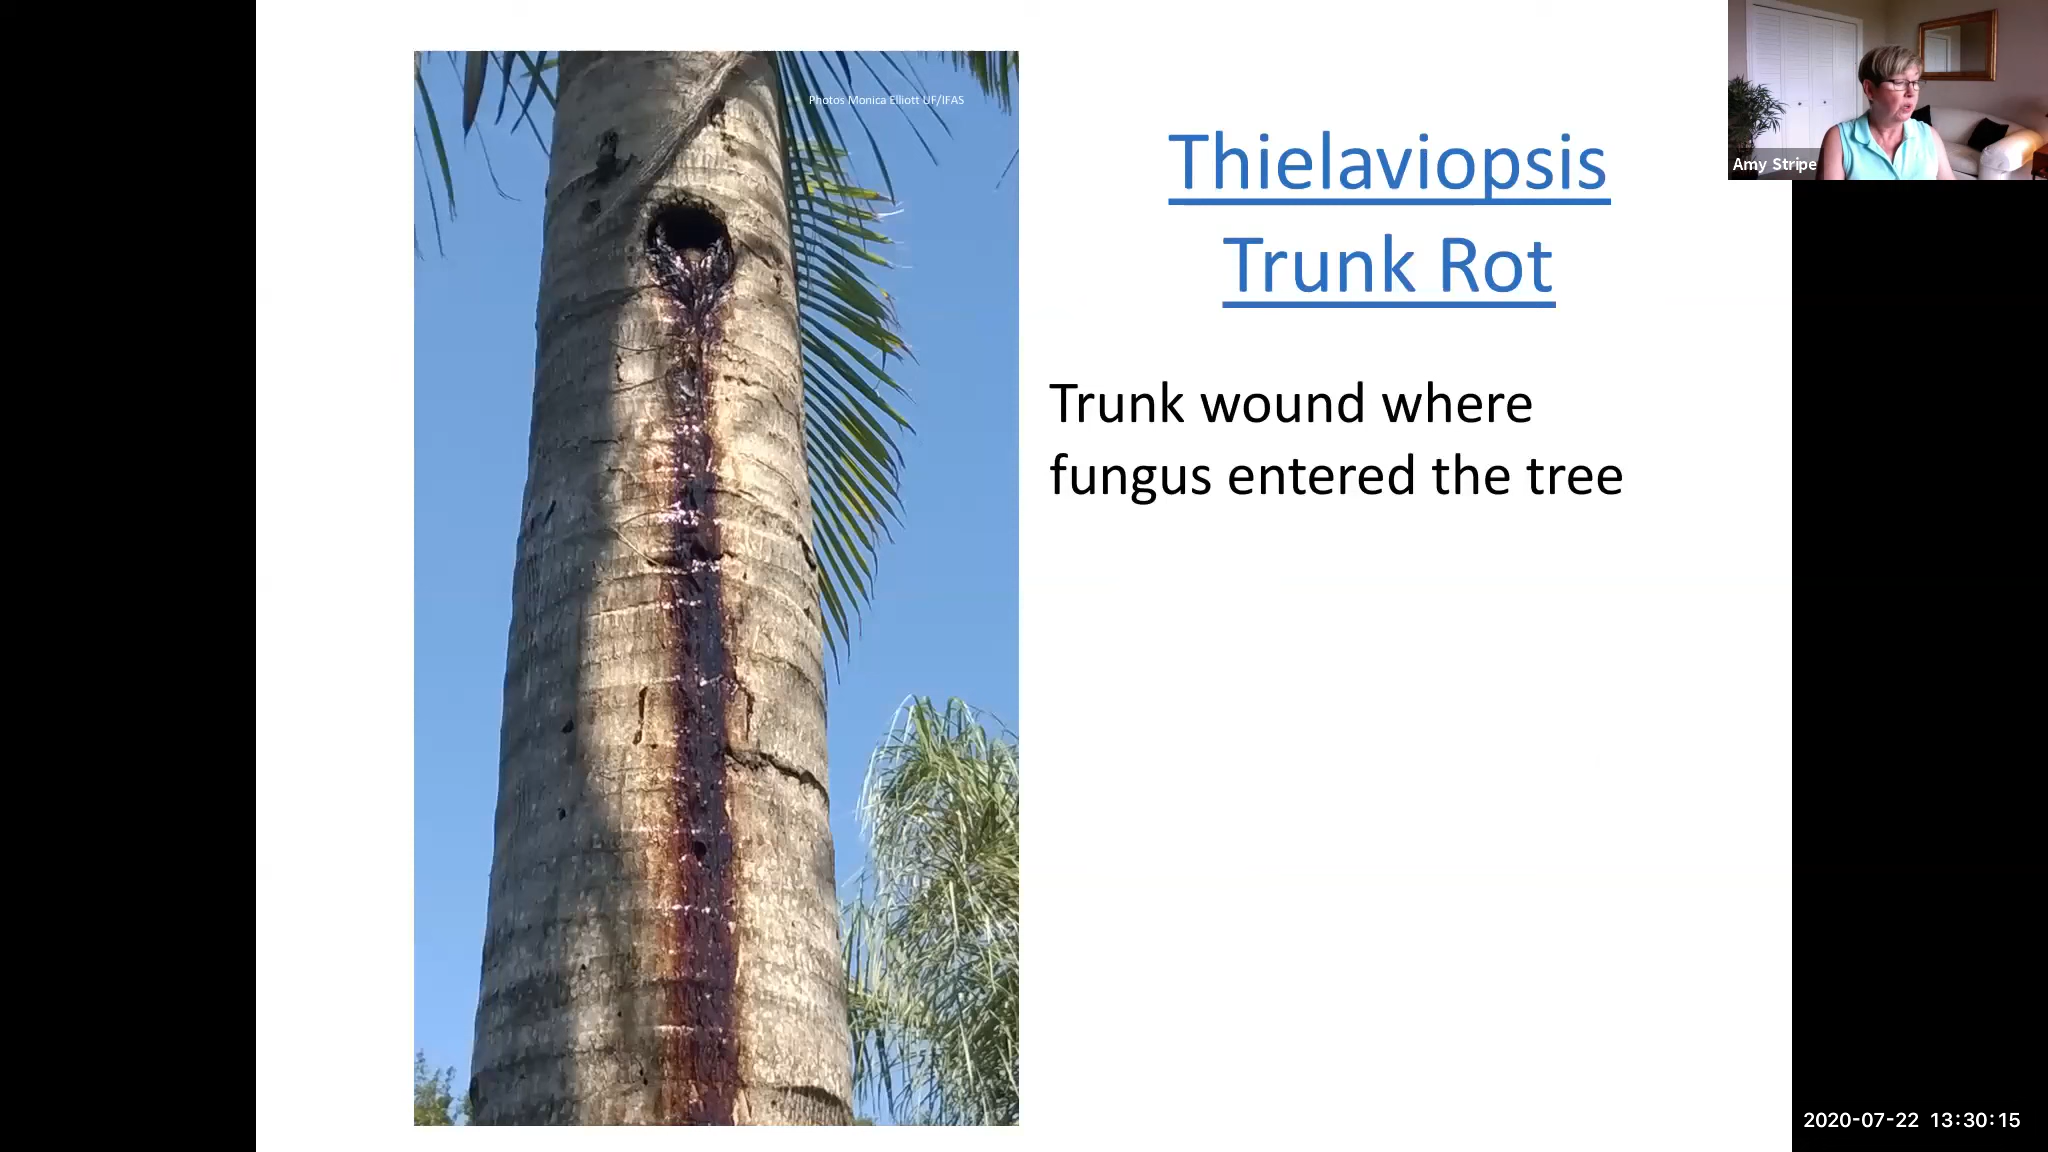 Photos Monica Elliott UF/IFAS
Thielaviopsis
Trunk Rot
Trunk wound where
fungus entered the tree
Amy Stripe
2020-07-22 13:30:15